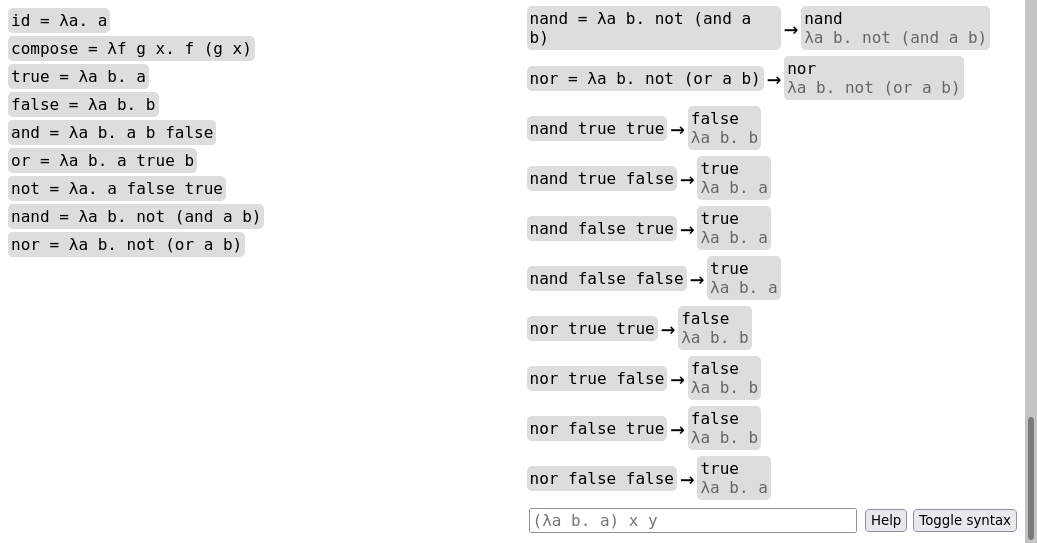 id = λa. a
compose = λf g x. f (g x)
true = λa b. a
false = λa b. b
and = λa b. a b false
or = λa b. a true b
not = λa. a false true
nand = λa b. not (and a b)
nor = λa b. not (or a b)
nand = λa b. not (and a
b)
→
nand
λa b. not (and a b)
nor = λa b. not (or a b)
→
nor
λa b. not (or a b)
nand true true
→
false
λa b. b
nand true false
→
true
λa b. a
nand false true
→
true
λa b. a
nand false false
→
true
λa b. a
nor true true
→
false
λa b. b
nor true false
→
false
λa b. b
nor false true
→
false
λa b. b
nor false false
→
true
λa b. a
(λa b. a) x y
Help
Toggle syntax